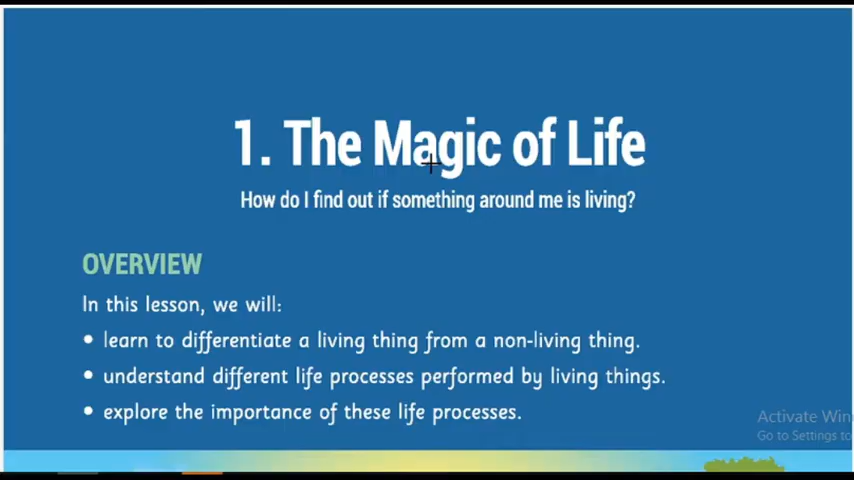 1. The Magic of Life
How do I find out if something around me is living?
OVERVIEW
In this lesson, we will:
• learn to differentiate a living thing from a non-living thing.
• understand different life processes performed by living things.
• explore the importance of these life processes.
Activate Win
Go to Settings to